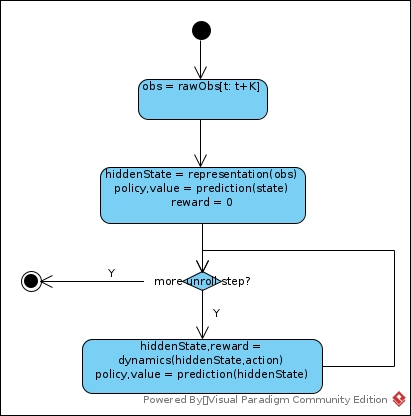 obs = rawObs[t: t+K]
hiddenState = representation(obs)
policy,value = prediction(state)
reward = 0
Y
more unroll step?
Y
hiddenState,reward =
dynamics(hiddenState,action)
policy,value = prediction(hiddenState)
Powered By▯Visual Paradigm Community Edition